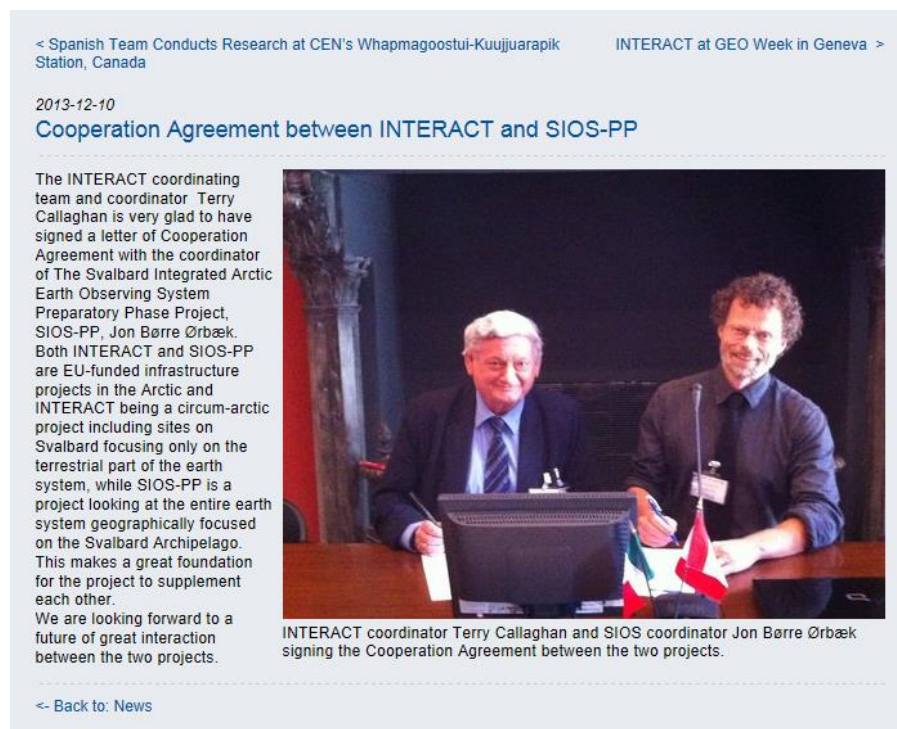 < Spanish Team Conducts Research at CEN's Whapmagoostui-Kuujjuarapik
Station, Canada
INTERACT at GEO Week in Geneva >
2013-12-10
Cooperation Agreement between INTERACT and SIOS-PP
The INTERACT coordinating
team and coordinator Terry
Callaghan is very glad to have
signed a letter of Cooperation
Agreement with the coordinator
of The Svalbard Integrated Arctic
Earth Observing System
Preparatory Phase Project,
SIOS-PP, Jon Børre Ørbæk.
Both INTERACT and SIOS-PP
are EU-funded infrastructure
projects in the Arctic and
INTERACT being a circum-arctic
project including sites on
Svalbard focusing only on the
terrestrial part of the earth
system, while SIOS-PP is a
project looking at the entire earth
system geographically focused
on the Svalbard Archipelago.
This makes a great foundation
for the project to supplement
each other.
We are looking forward to a
future of great interaction
between the two projects.
INTERACT coordinator Terry Callaghan and SIOS coordinator Jon Børre Ørbæk
signing the Cooperation Agreement between the two projects.
<- Back to: News